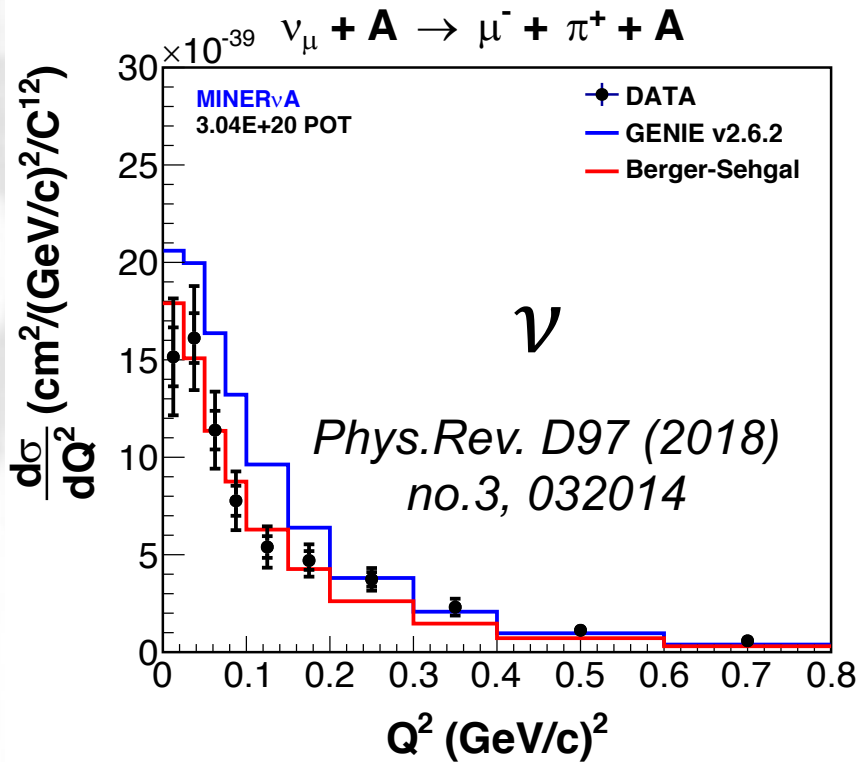 ν_μ + A → μ⁻ + π⁺ + A
×10⁻³⁹
MINERνA
3.04E+20 POT
DATA
GENIE v2.6.2
Berger-Sehgal
ν
Phys.Rev. D97 (2018)
no.3, 032014
dσ/dQ² (cm²/(GeV/c)²/C¹²)
30
25
20
15
10
5
0
0 0.1 0.2 0.3 0.4 0.5 0.6 0.7 0.8
Q² (GeV/c)²